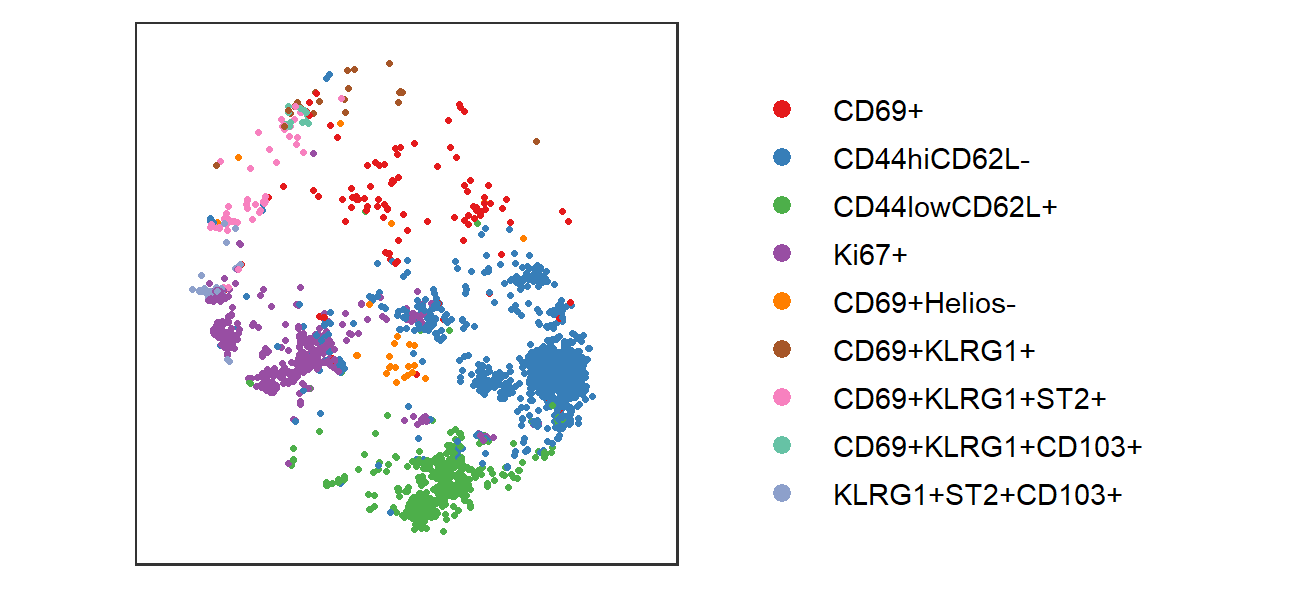 CD69+
CD44hiCD62L-
CD44lowCD62L+
Ki67+
CD69+Helios-
CD69+KLRG1+
CD69+KLRG1+ST2+
CD69+KLRG1+CD103+
KLRG1+ST2+CD103+